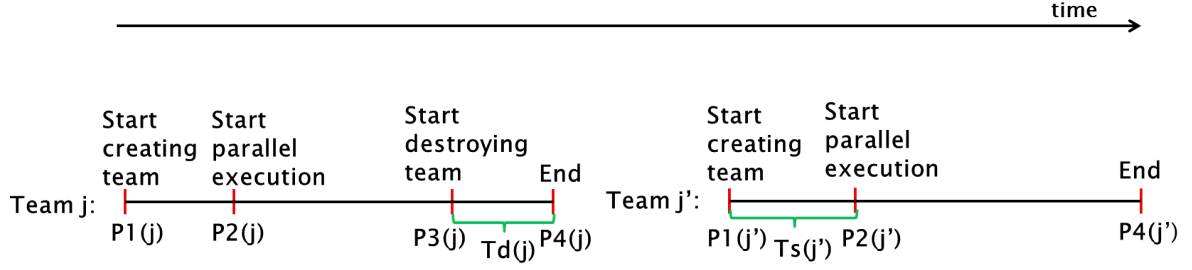 time
Start
creating
team
Start
parallel
execution
Start
destroying
team
End
Start
creating
team
Start
parallel
execution
End
Team j:
Team j’:
P1(j)
P2(j)
P3(j)
Td(j)
P4(j)
P1(j’)
Ts(j’)
P2(j’)
P4(j’)